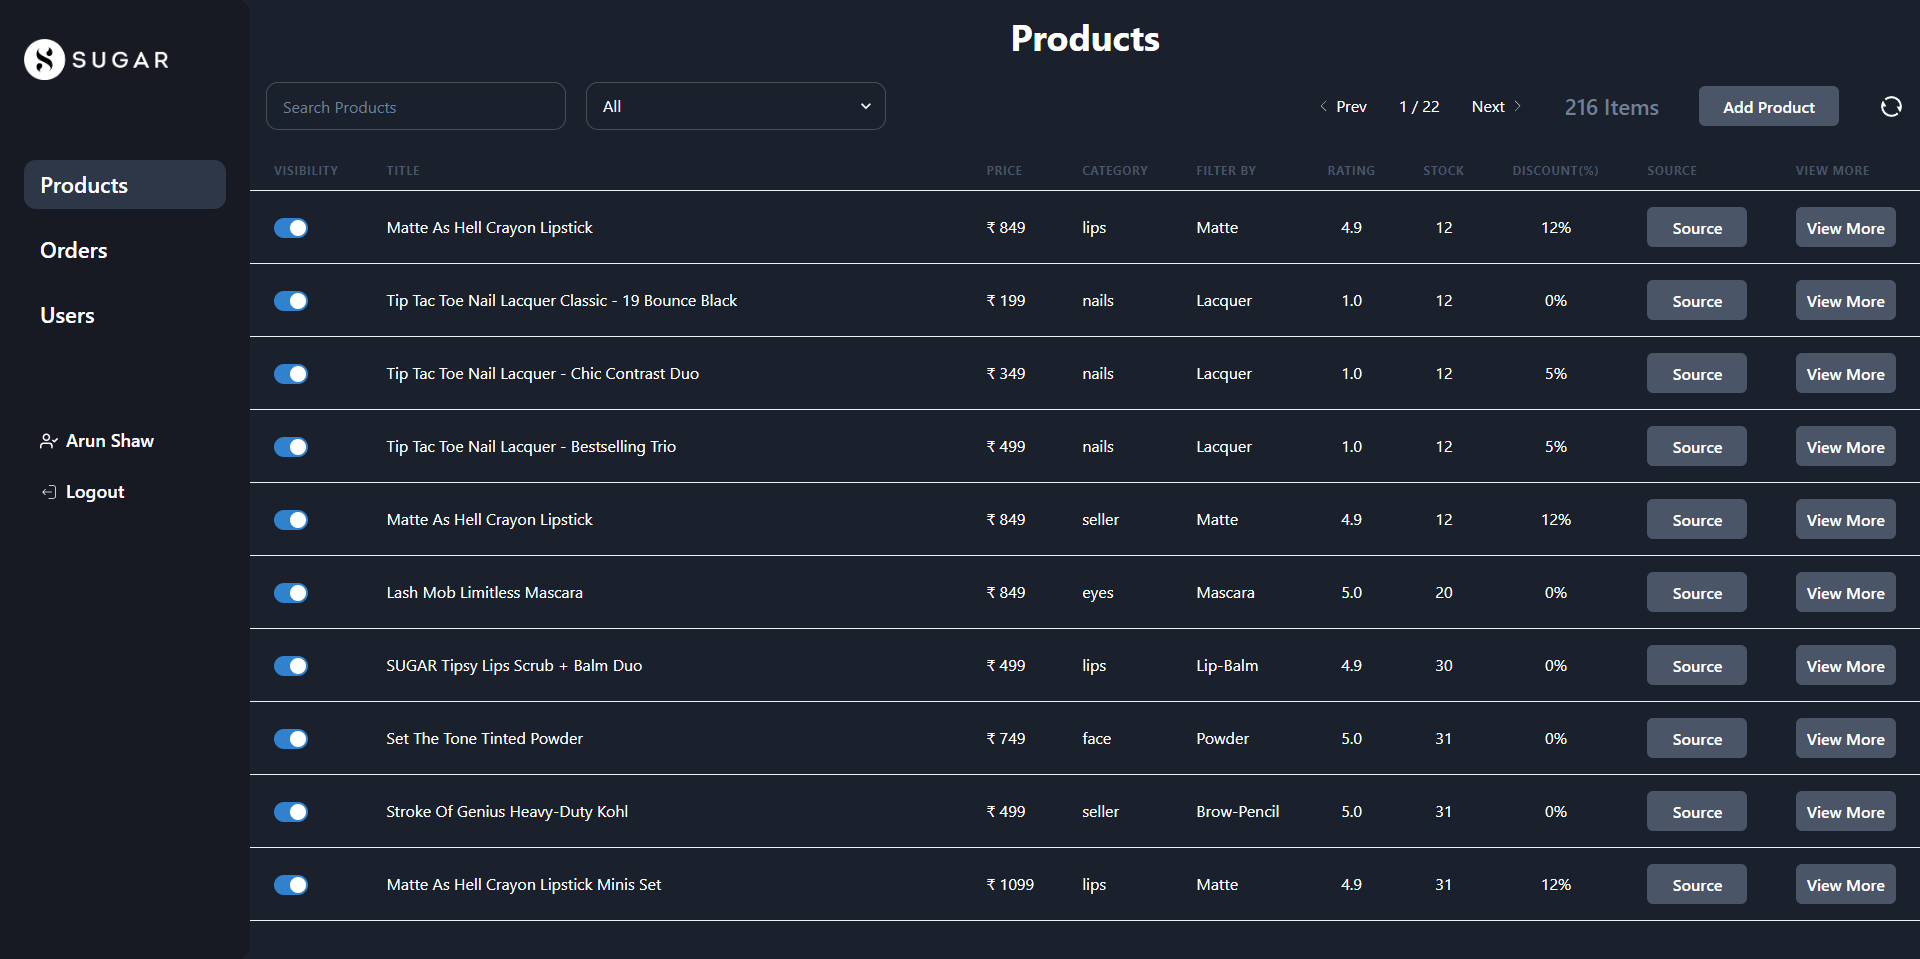 SUGAR
Products
Orders
Users
Arun Shaw
Logout
Products
Search Products All Prev 1 / 22 Next 216 Items Add Product
VISIBILITY TITLE PRICE CATEGORY FILTER BY RATING STOCK DISCOUNT(%) SOURCE VIEW MORE
Matte As Hell Crayon Lipstick ₹ 849 lips Matte 4.9 12 12% Source View More
Tip Tac Toe Nail Lacquer Classic - 19 Bounce Black ₹ 199 nails Lacquer 1.0 12 0% Source View More
Tip Tac Toe Nail Lacquer - Chic Contrast Duo ₹ 349 nails Lacquer 1.0 12 5% Source View More
Tip Tac Toe Nail Lacquer - Bestselling Trio ₹ 499 nails Lacquer 1.0 12 5% Source View More
Matte As Hell Crayon Lipstick ₹ 849 seller Matte 4.9 12 12% Source View More
Lash Mob Limitless Mascara ₹ 849 eyes Mascara 5.0 20 0% Source View More
SUGAR Tipsy Lips Scrub + Balm Duo ₹ 499 lips Lip-Balm 4.9 30 0% Source View More
Set The Tone Tinted Powder ₹ 749 face Powder 5.0 31 0% Source View More
Stroke Of Genius Heavy-Duty Kohl ₹ 499 seller Brow-Pencil 5.0 31 0% Source View More
Matte As Hell Crayon Lipstick Minis Set ₹ 1099 lips Matte 4.9 31 12% Source View More